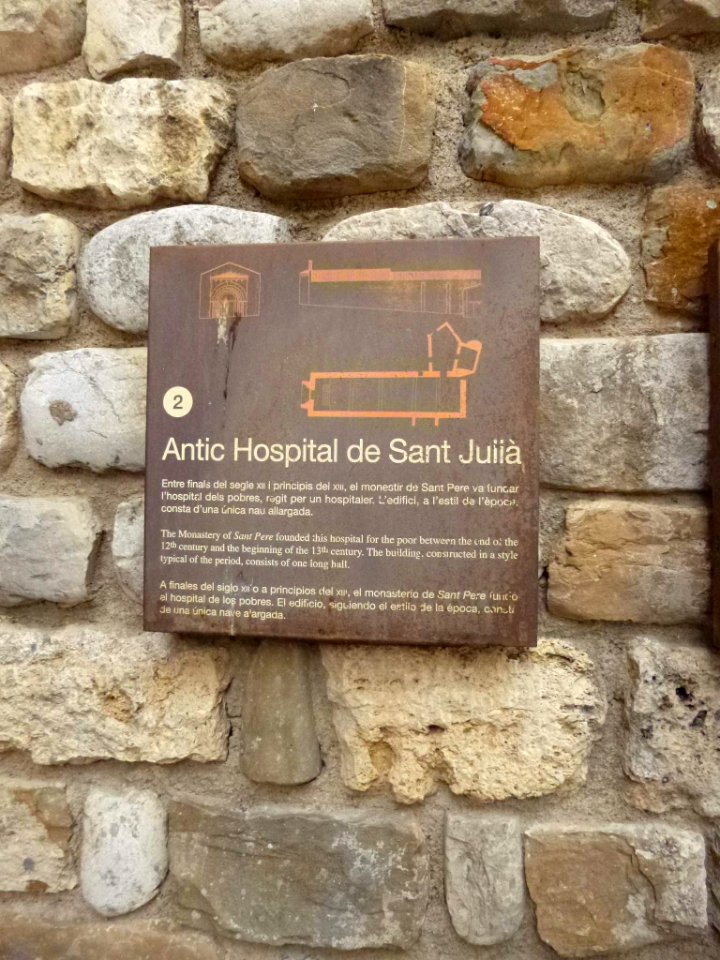 2
Antic Hospital de Sant Julià
Entre finals del segle XII i principis del XIII, el monestir de Sant Pere va fundar
l'hospital dels pobres, regit per un hospitaler. L'edifici, a l'estil de l'època,
consta d'una única nau allargada.
The Monastery of Sant Pere founded this hospital for the poor between the end of the
12th century and the beginning of the 13th century. The building, constructed in a style
typical of the period, consists of one long hall.
A finales del siglo XII o a principios del XIII, el monasterio de Sant Pere fundó
el hospital de los pobres. El edificio, siguiendo el estilo de la época, consta
de una única nave alargada.